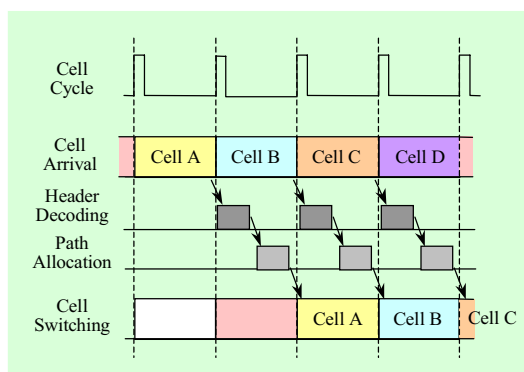 Cell
Cycle
Cell
Arrival
Cell A
Cell B
Cell C
Cell D
Header
Decoding
Path
Allocation
Cell
Switching
Cell A
Cell B
Cell C